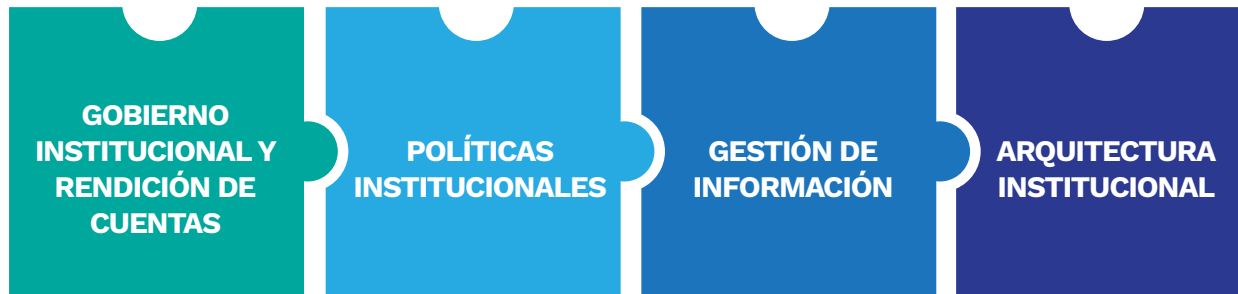 GOBIERNO
INSTITUCIONAL Y
RENDICIÓN DE
CUENTAS
POLÍTICAS
INSTITUCIONALES
GESTIÓN DE
INFORMACIÓN
ARQUITECTURA
INSTITUCIONAL